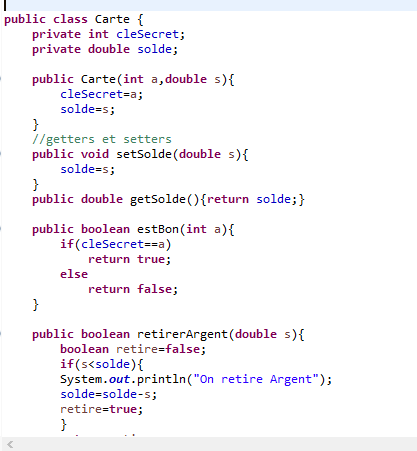 public class Carte {
    private int cleSecret;
    private double solde;

    public Carte(int a,double s){
        cleSecret=a;
        solde=s;
    }
    //getters et setters
    public void setSolde(double s){
        solde=s;
    }
    public double getSolde(){return solde;}

    public boolean estBon(int a){
        if(cleSecret==a)
            return true;
        else
            return false;
    }

    public boolean retirerArgent(double s){
        boolean retire=false;
        if(s<solde){
        System.out.println("On retire Argent");
        solde=solde-s;
        retire=true;
        }